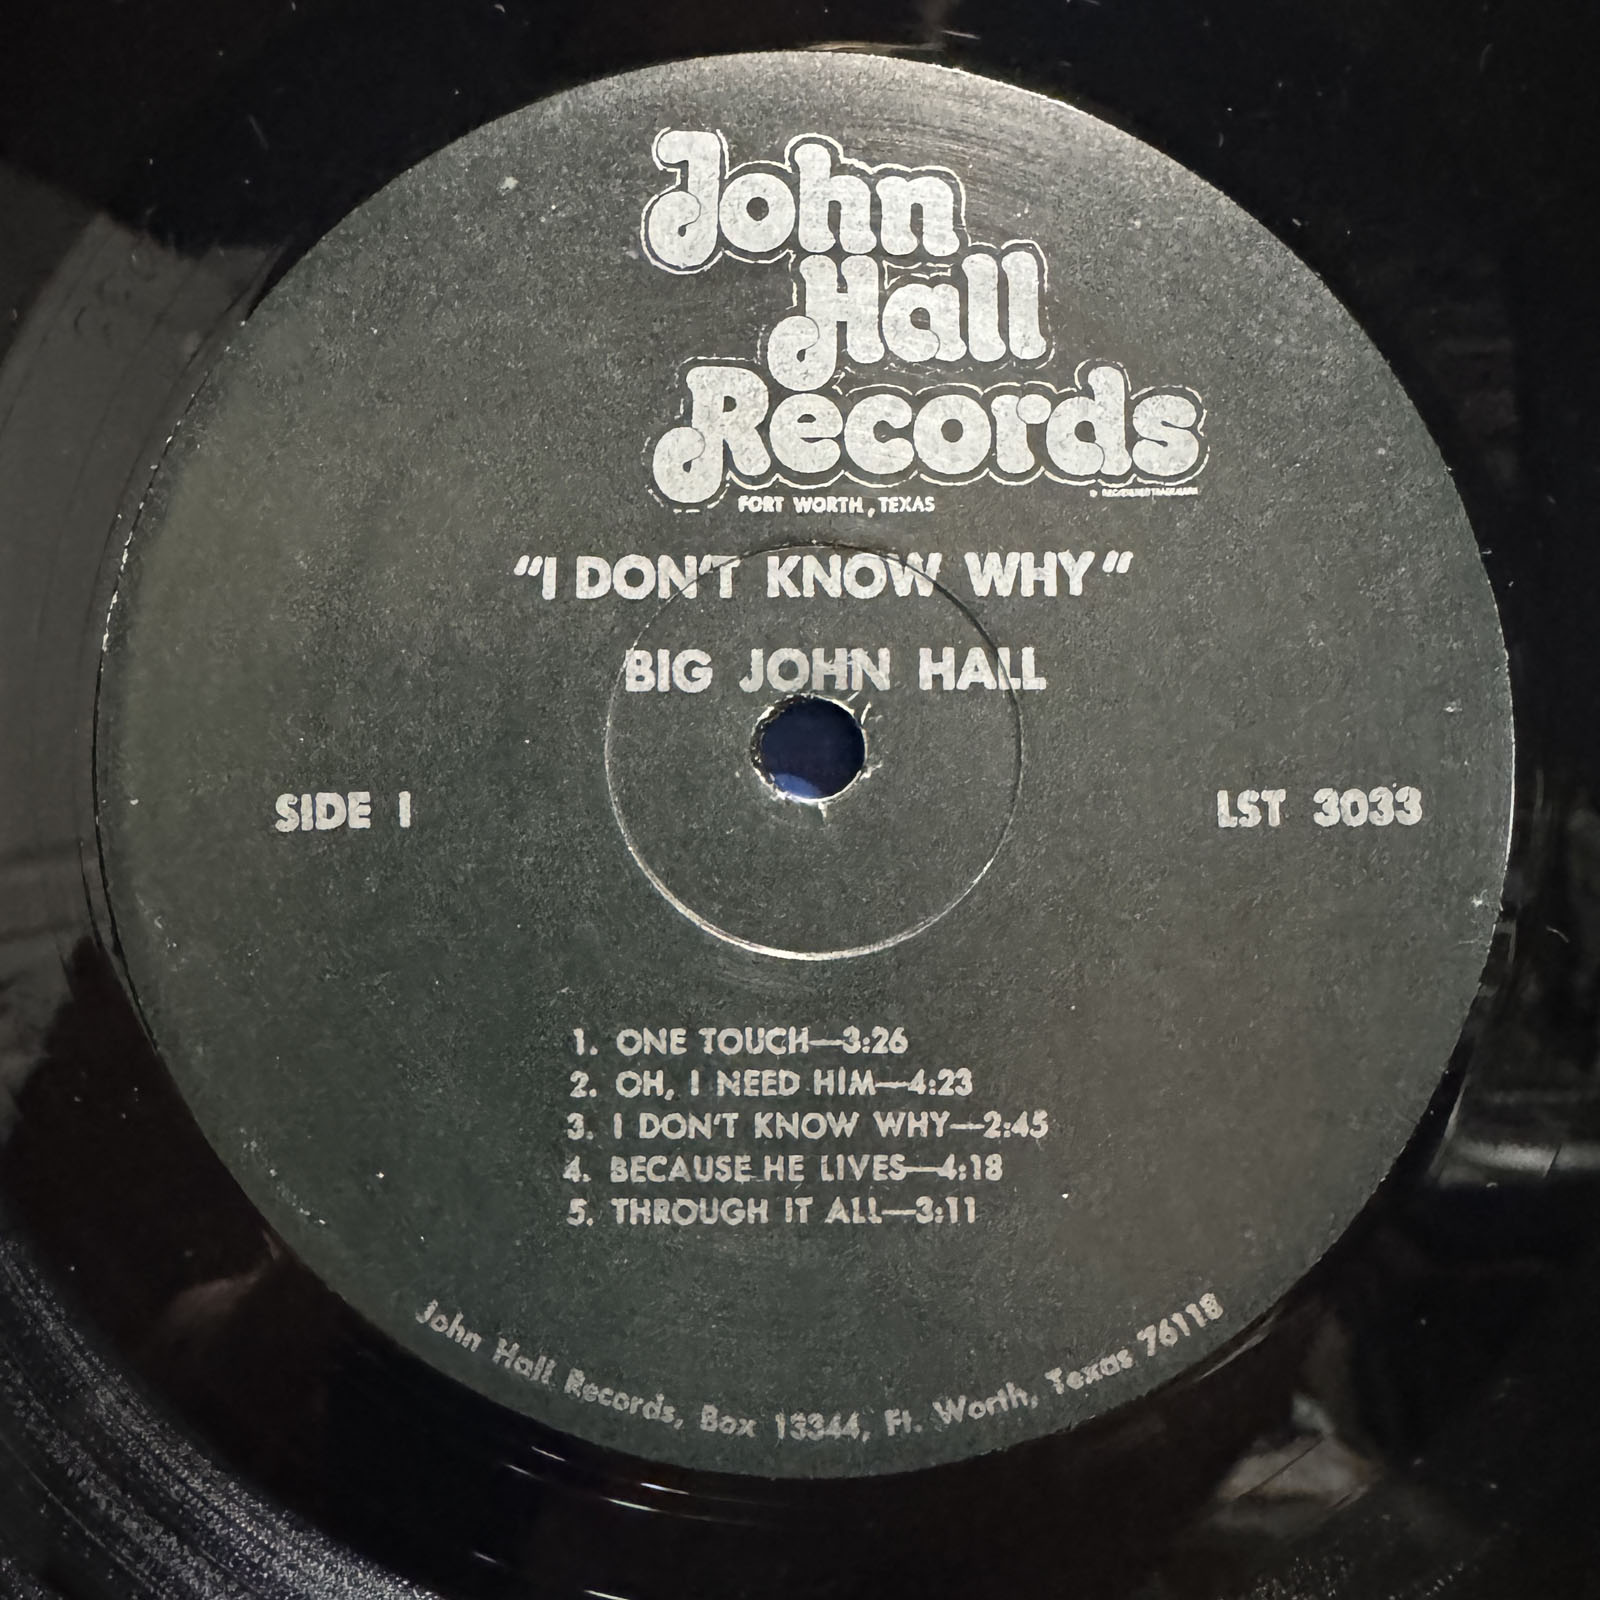 John
Hall
Records
FORT WORTH, TEXAS
® REGISTERED TRADEMARK
"I DON'T KNOW WHY"
BIG JOHN HALL
SIDE 1
LST 3033
1. ONE TOUCH—3:26
2. OH, I NEED HIM—4:23
3. I DON'T KNOW WHY—2:45
4. BECAUSE HE LIVES—4:18
5. THROUGH IT ALL—3:11
John Hall Records, Box 13344, Ft. Worth, Texas 76118